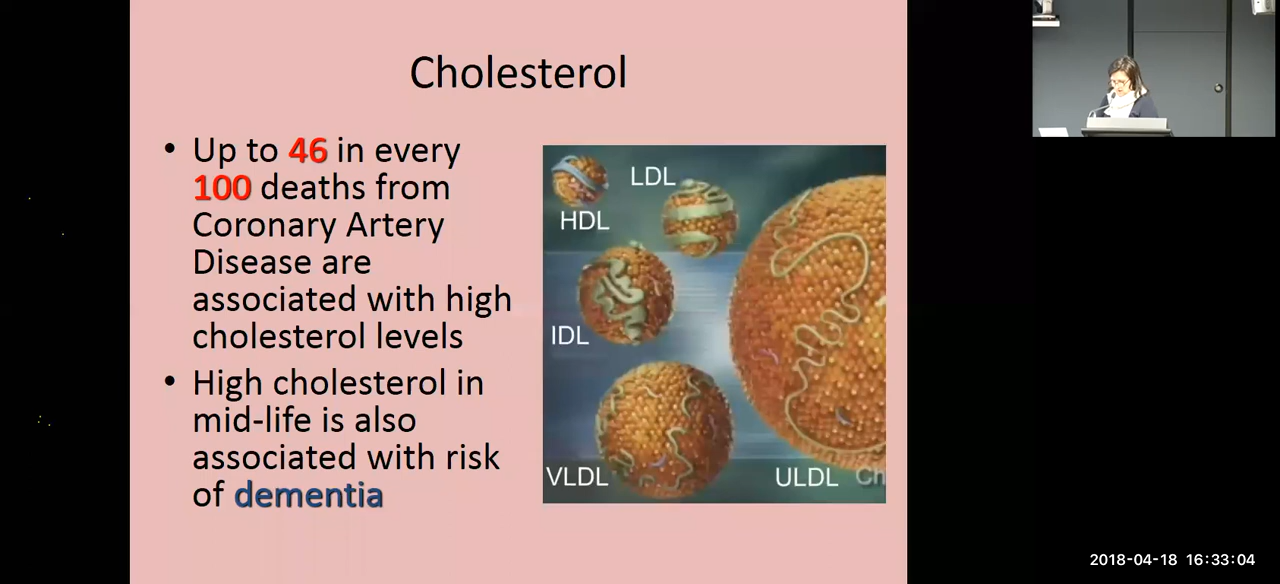 Cholesterol
• Up to 46 in every
100 deaths from
Coronary Artery
Disease are
associated with high
cholesterol levels
• High cholesterol in
mid-life is also
associated with risk
of dementia
LDL
HDL
IDL
VLDL
ULDL Ch
2018-04-18 16:33:04